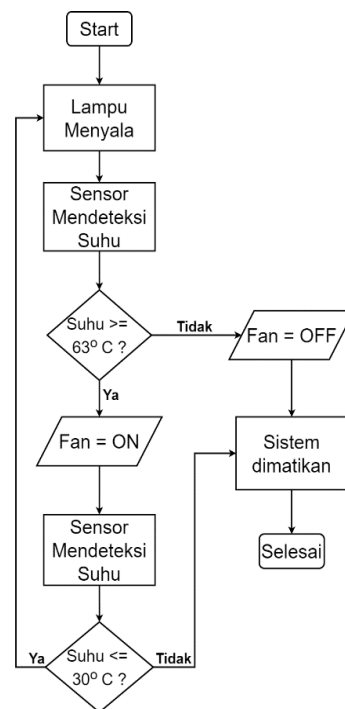 Start
Lampu
Menyala
Sensor
Mendeteksi
Suhu
Suhu >=
63° C ?
Tidak
Fan = OFF
Ya
Fan = ON
Sistem
dimatikan
Sensor
Mendeteksi
Suhu
Selesai
Suhu <=
30° C ?
Ya
Tidak